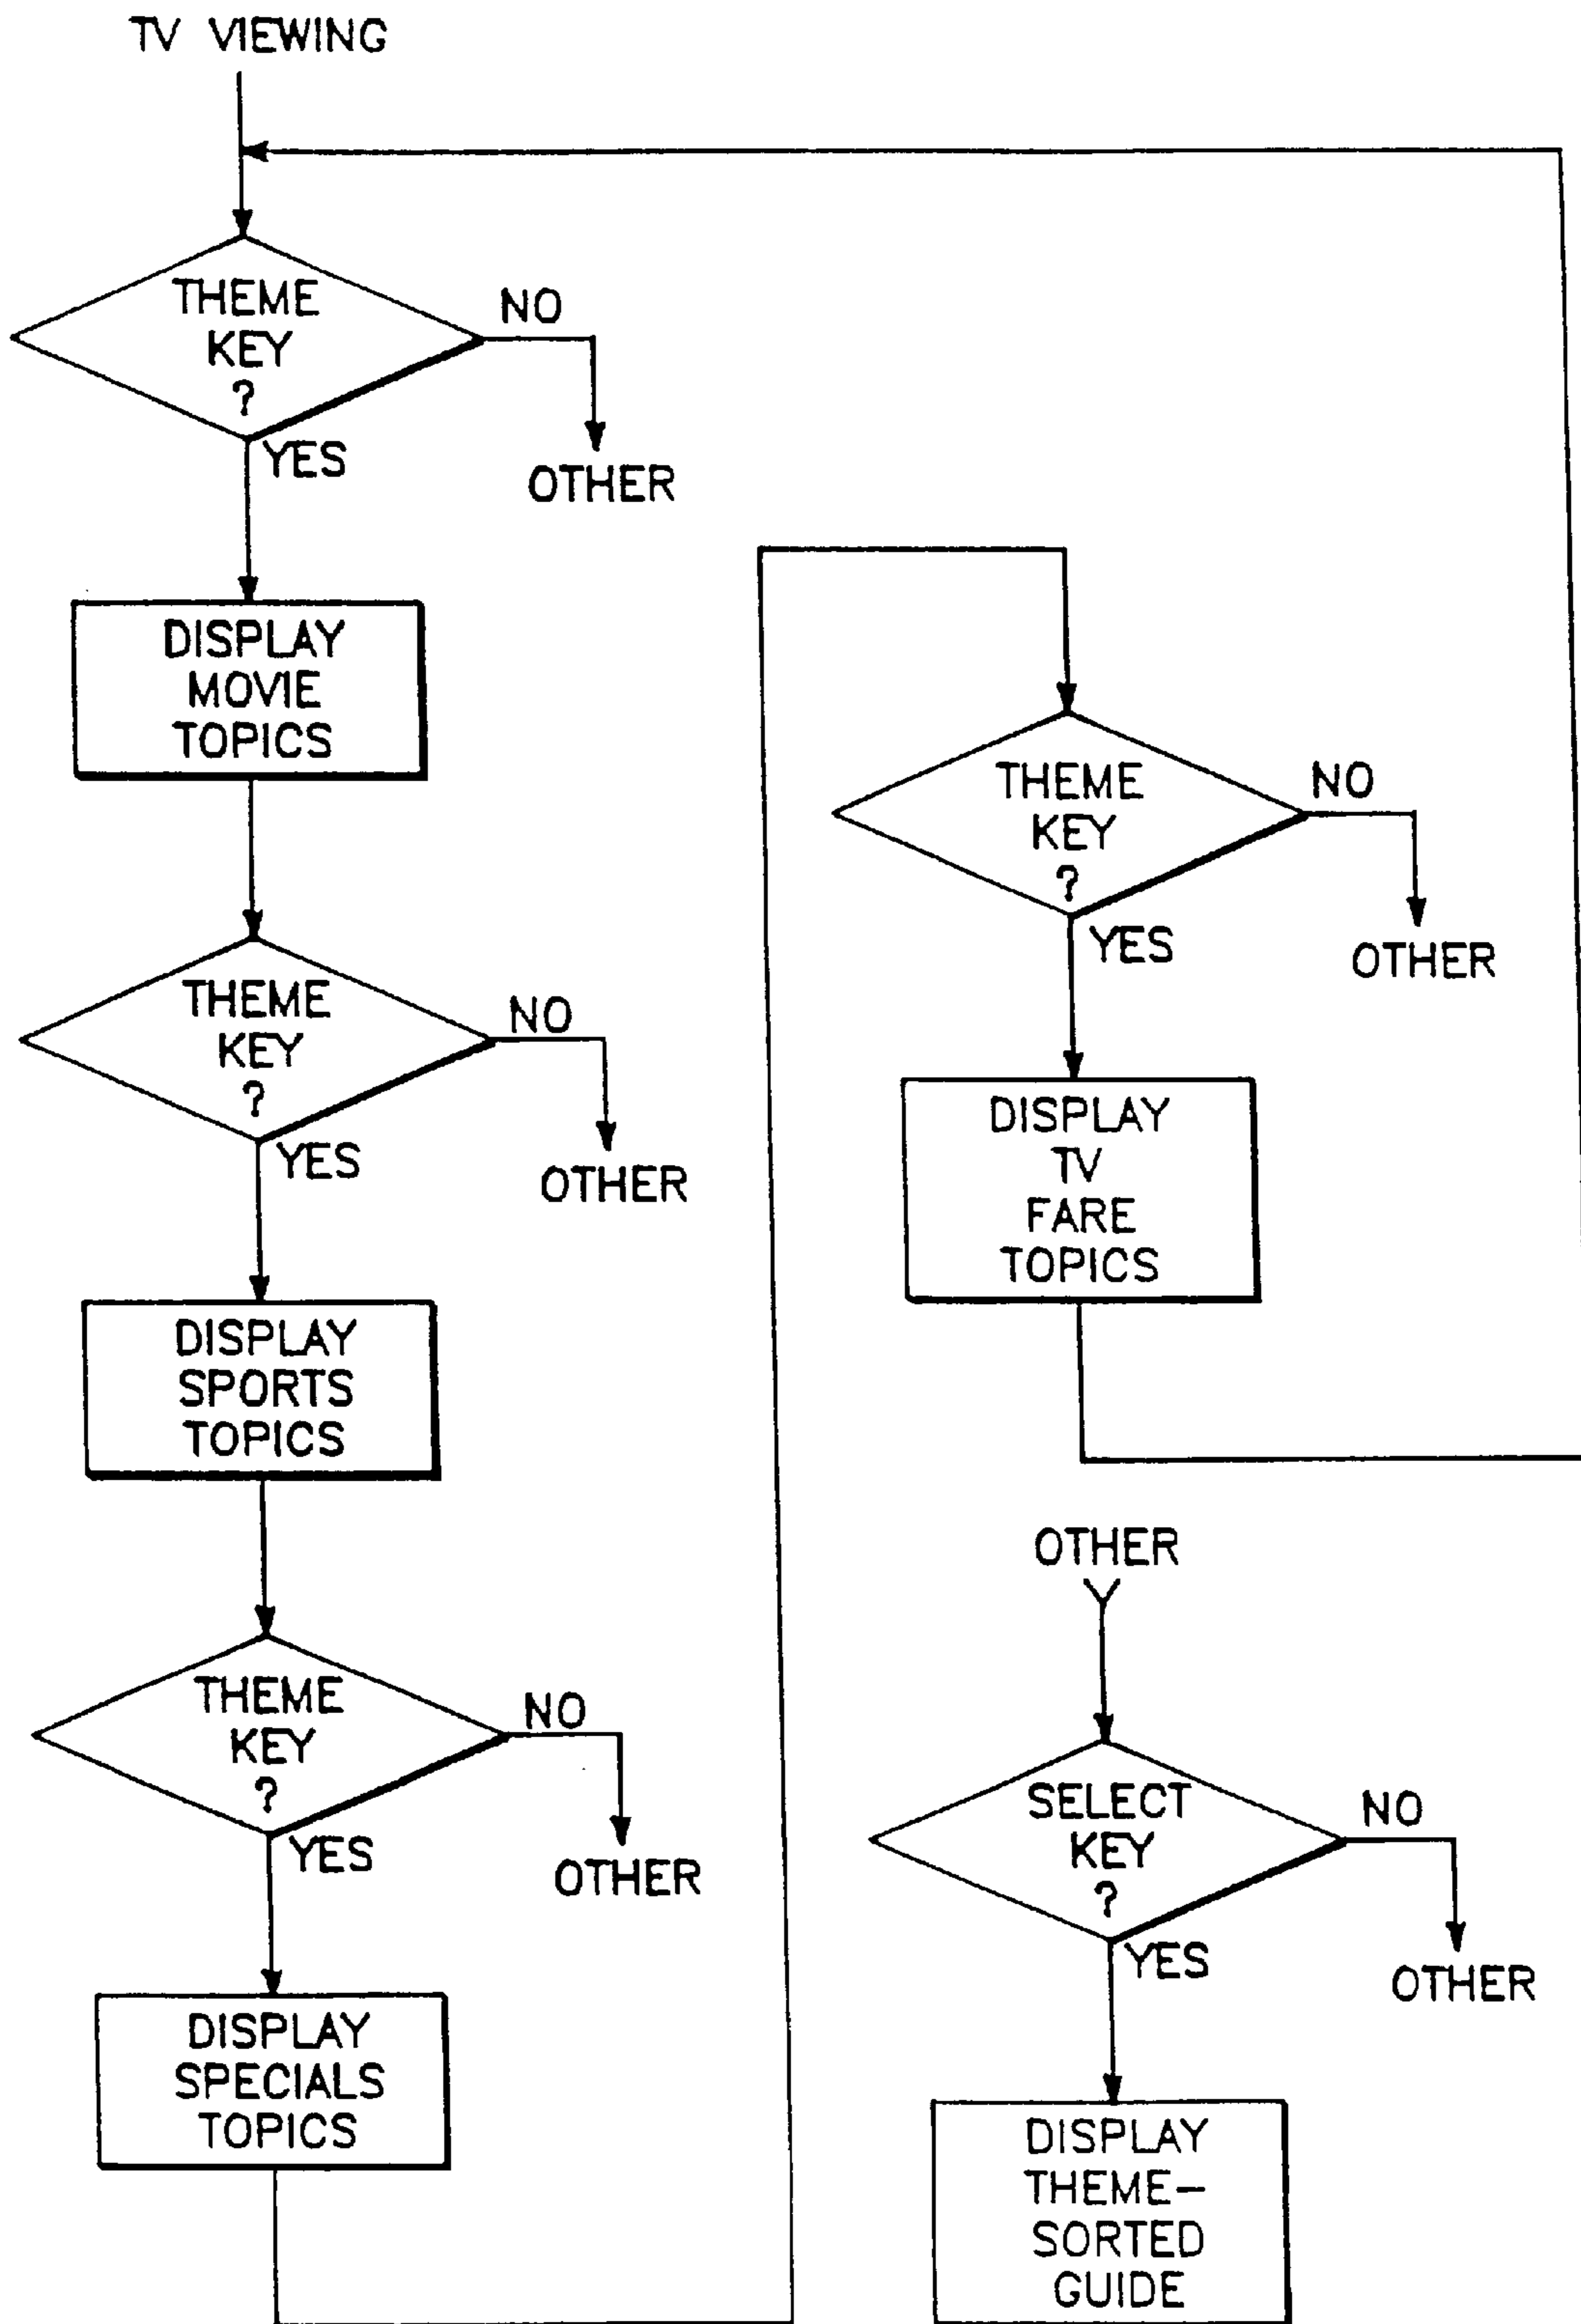 TV VIEWING
THEME
KEY
?
NO
YES
OTHER
DISPLAY
MOVIE
TOPICS
THEME
KEY
?
NO
YES
OTHER
DISPLAY
SPORTS
TOPICS
THEME
KEY
?
NO
YES
OTHER
DISPLAY
SPECIALS
TOPICS
THEME
KEY
?
NO
YES
OTHER
DISPLAY
TV
FARE
TOPICS
OTHER
SELECT
KEY
?
NO
YES
OTHER
DISPLAY
THEME-
SORTED
GUIDE